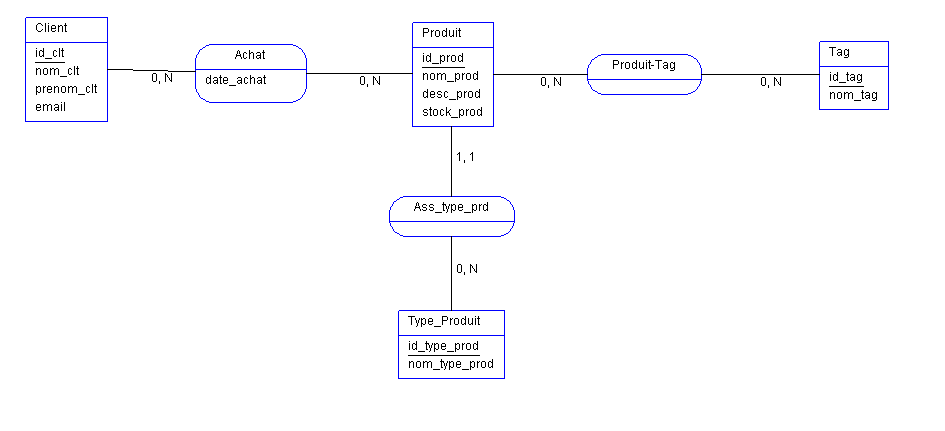 Client
id_clt
nom_clt
prenom_clt
email
0, N
Achat
date_achat
0, N
Produit
id_prod
nom_prod
desc_prod
stock_prod
0, N
Produit-Tag
0, N
Tag
id_tag
nom_tag
1, 1
Ass_type_prd
0, N
Type_Produit
id_type_prod
nom_type_prod